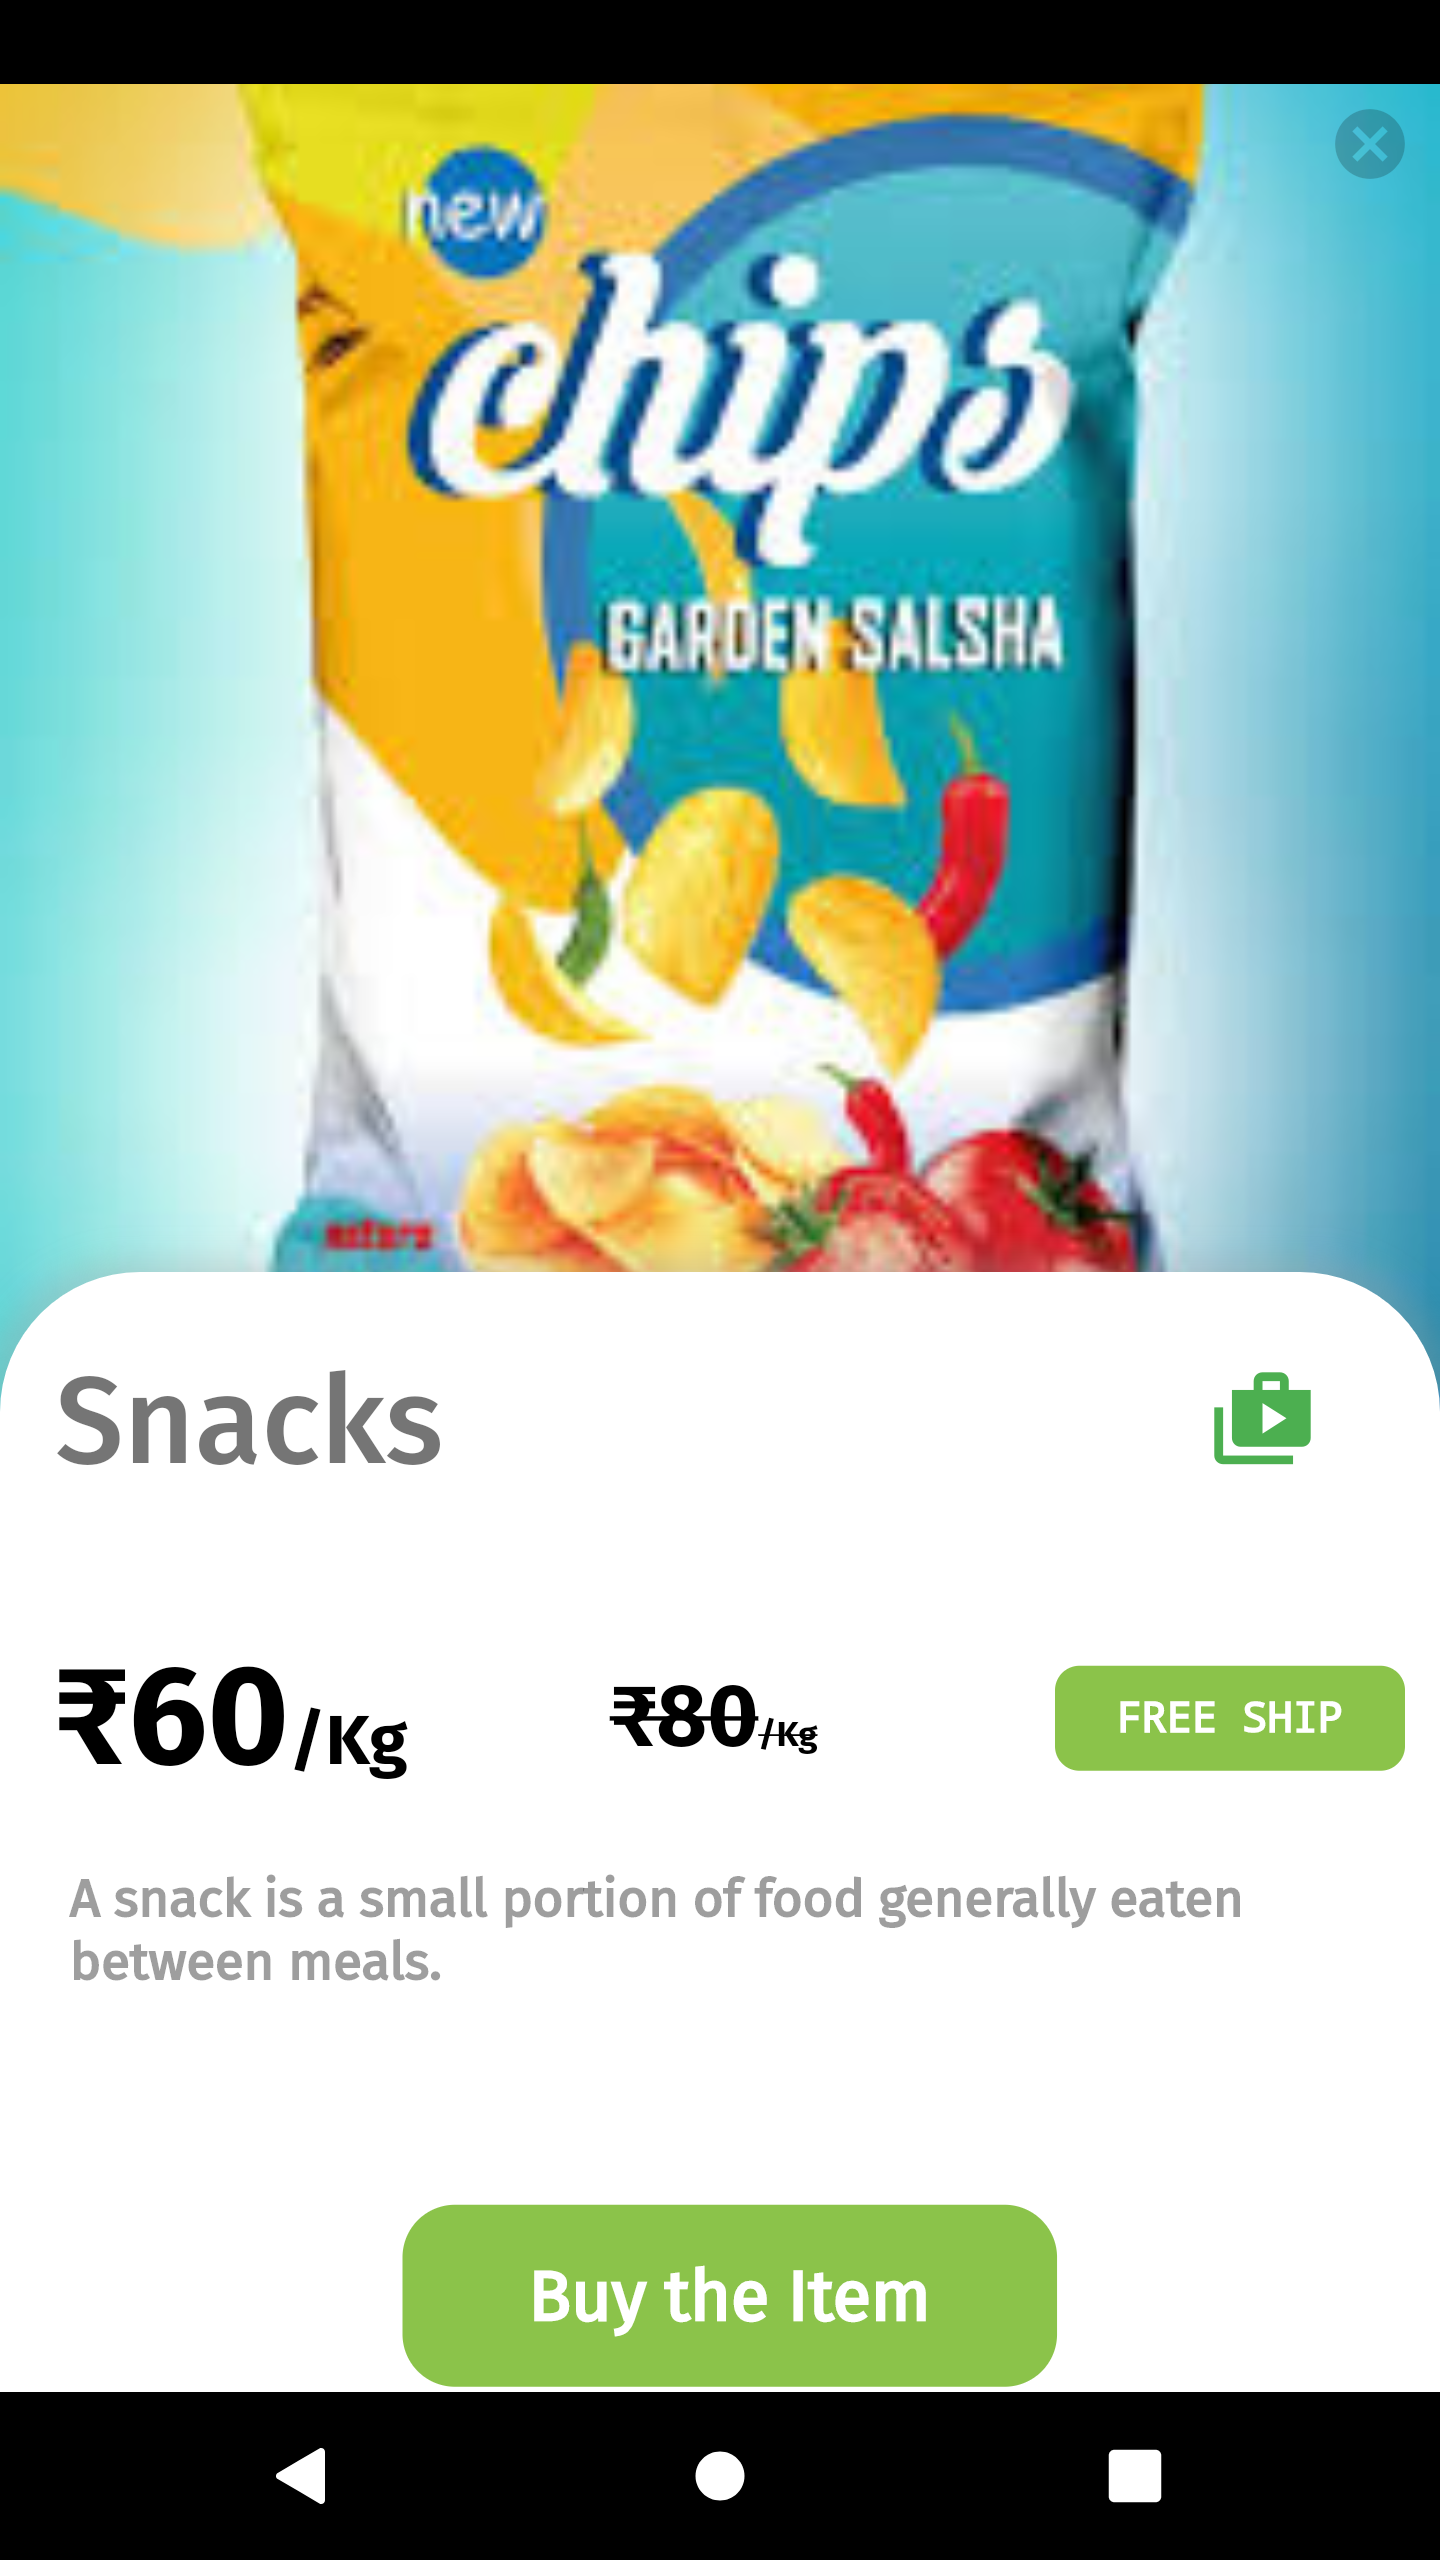 new
chips
GARDEN SALSHA
Snacks
₹60/Kg
₹80/Kg
FREE SHIP
A snack is a small portion of food generally eaten
between meals.
Buy the Item